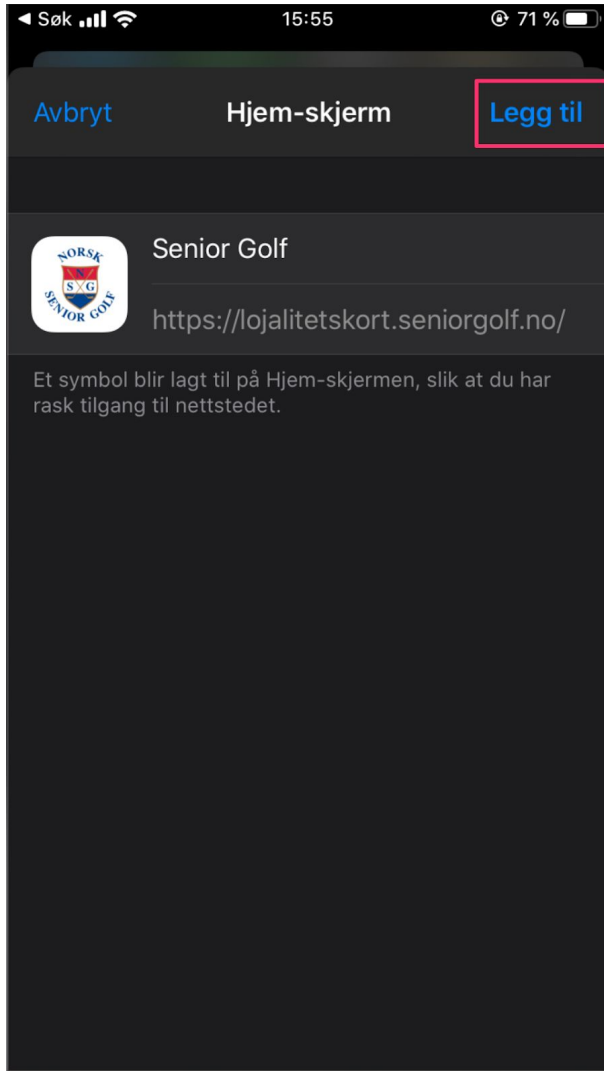 ◀ Søk 15:55 71 %
Avbryt Hjem-skjerm Legg til
NORSK
N
S G
SENIOR GOLF
Senior Golf
https://lojalitetskort.seniorgolf.no/
Et symbol blir lagt til på Hjem-skjermen, slik at du har
rask tilgang til nettstedet.